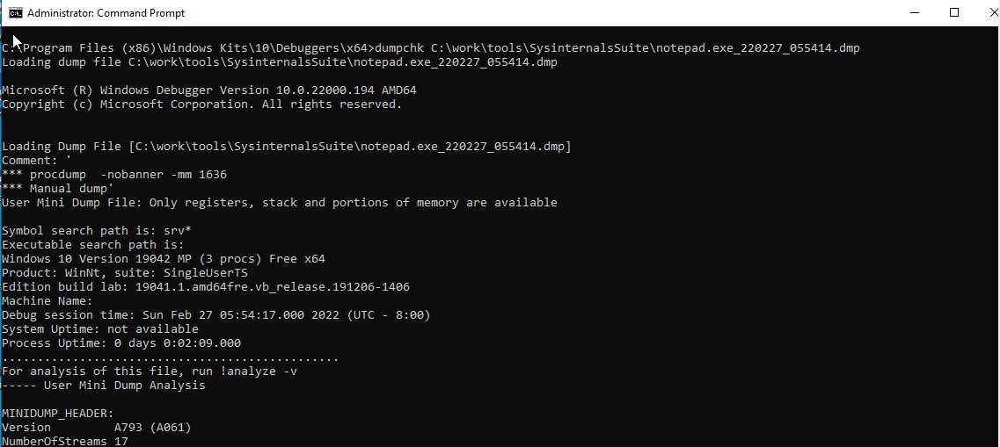 Administrator: Command Prompt
C:\Program Files (x86)\Windows Kits\10\Debuggers\x64>dumpchk C:\work\tools\SysinternalsSuite\notepad.exe_220227_055414.dmp
Loading dump file C:\work\tools\SysinternalsSuite\notepad.exe_220227_055414.dmp
Microsoft (R) Windows Debugger Version 10.0.22000.194 AMD64
Copyright (c) Microsoft Corporation. All rights reserved.
Loading Dump File [C:\work\tools\SysinternalsSuite\notepad.exe_220227_055414.dmp]
Comment: '
*** procdump  -nobanner -mm 1636
*** Manual dump'
User Mini Dump File: Only registers, stack and portions of memory are available
Symbol search path is: srv*
Executable search path is:
Windows 10 Version 19042 MP (3 procs) Free x64
Product: WinNt, suite: SingleUserTS
Edition build lab: 19041.1.amd64fre.vb_release.191206-1406
Machine Name:
Debug session time: Sun Feb 27 05:54:17.000 2022 (UTC - 8:00)
System Uptime: not available
Process Uptime: 0 days 0:02:09.000
................................................
For analysis of this file, run !analyze -v
----- User Mini Dump Analysis
MINIDUMP_HEADER:
Version         A793 (A061)
NumberOfStreams 17